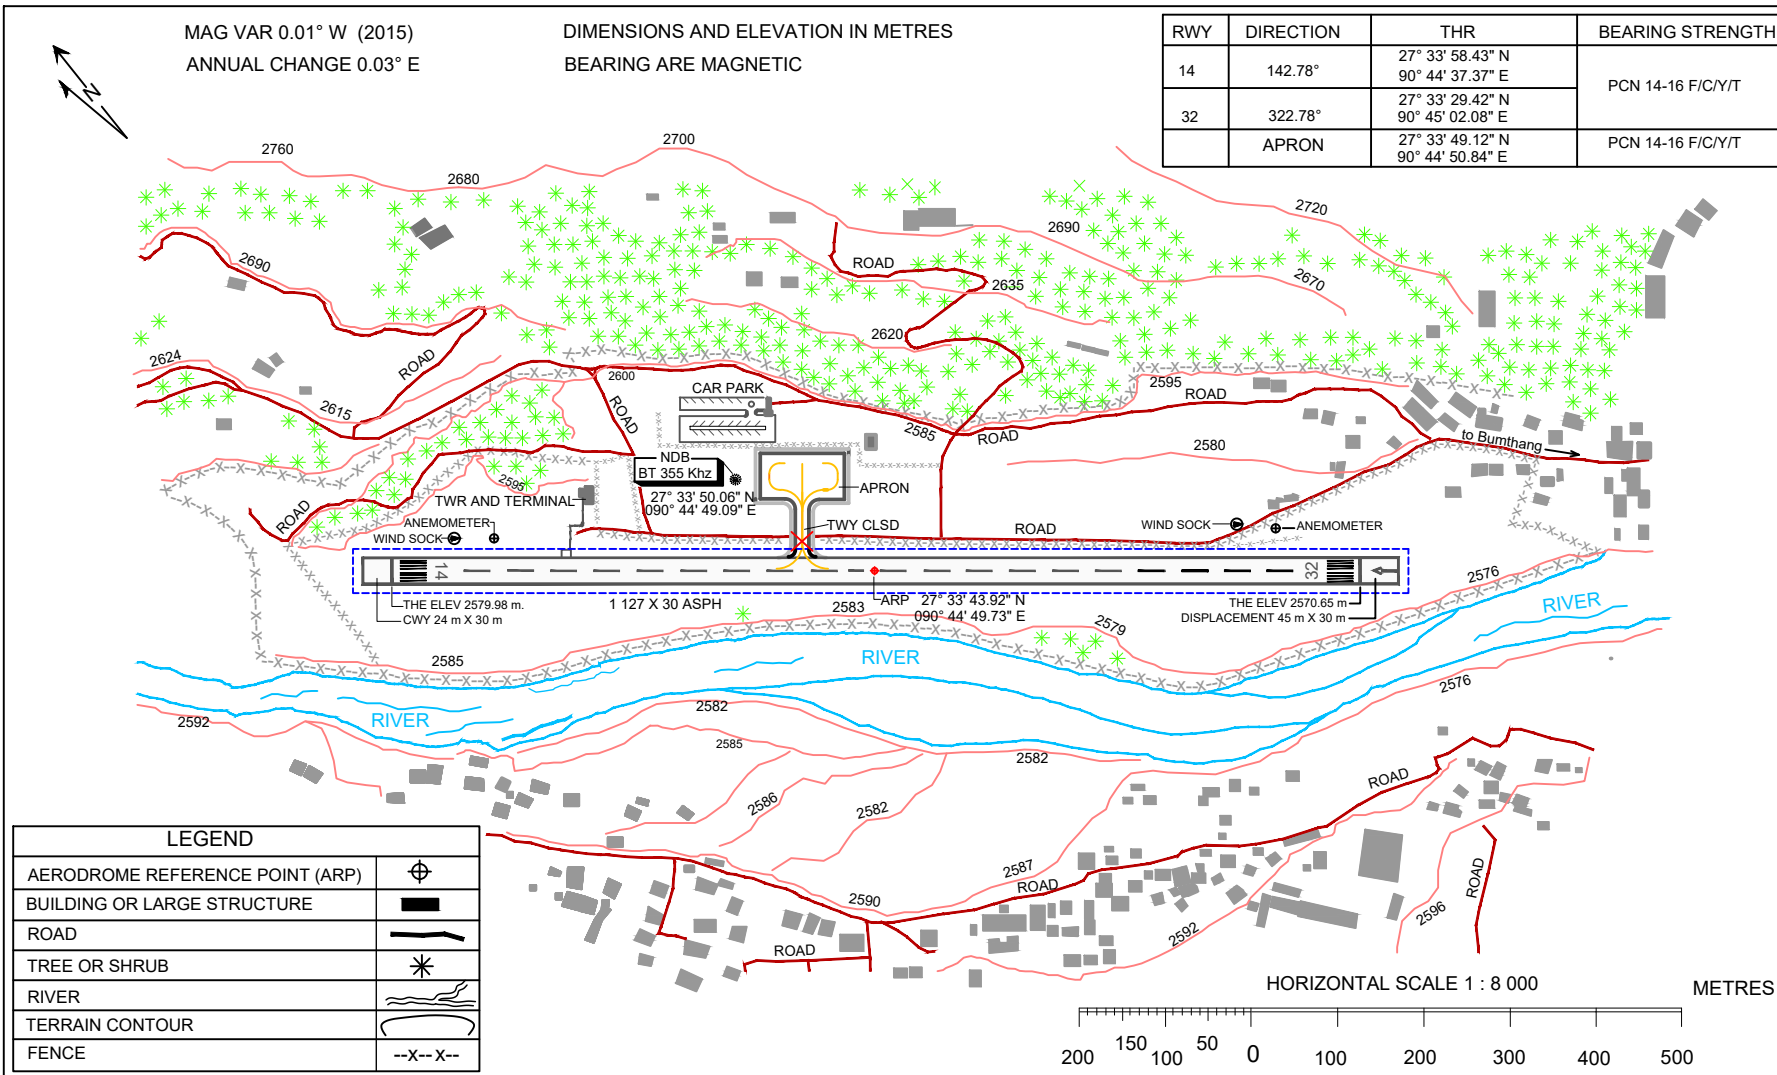 MAG VAR 0.01° W (2015)
ANNUAL CHANGE 0.03° E
DIMENSIONS AND ELEVATION IN METRES
BEARING ARE MAGNETIC
N
RWY DIRECTION THR BEARING STRENGTH
14 142.78° 27° 33' 58.43" N
90° 44' 37.37" E
PCN 14-16 F/C/Y/T
32 322.78° 27° 33' 29.42" N
90° 45' 02.08" E
APRON 27° 33' 49.12" N
90° 44' 50.84" E
PCN 14-16 F/C/Y/T
2760
2700
2680
2720
2690
2690
ROAD
2670
2635
2620
2624
ROAD
2600
2595
CAR PARK
ROAD
2615
ROAD
2585
ROAD
2580
to Bumthang
NDB
BT 355 Khz
27° 33' 50.06" N
090° 44' 49.09" E
2595
APRON
TWR AND TERMINAL
ROAD
ANEMOMETER
WIND SOCK
TWY CLSD
ROAD
WIND SOCK
ANEMOMETER
14
32
2576
THE ELEV 2579.98 m.
CWY 24 m X 30 m
1 127 X 30 ASPH
2583
ARP 27° 33' 43.92" N
090° 44' 49.73" E
THE ELEV 2570.65 m
DISPLACEMENT 45 m X 30 m
RIVER
2579
2585
RIVER
2576
2592
RIVER
2582
2585
2582
2586
2582
ROAD
2587
ROAD
2590
2592
2596
ROAD
ROAD
LEGEND
AERODROME REFERENCE POINT (ARP)
BUILDING OR LARGE STRUCTURE
ROAD
TREE OR SHRUB
RIVER
TERRAIN CONTOUR
FENCE --X--X--
HORIZONTAL SCALE 1 : 8 000
METRES
200 150 100 50 0 100 200 300 400 500